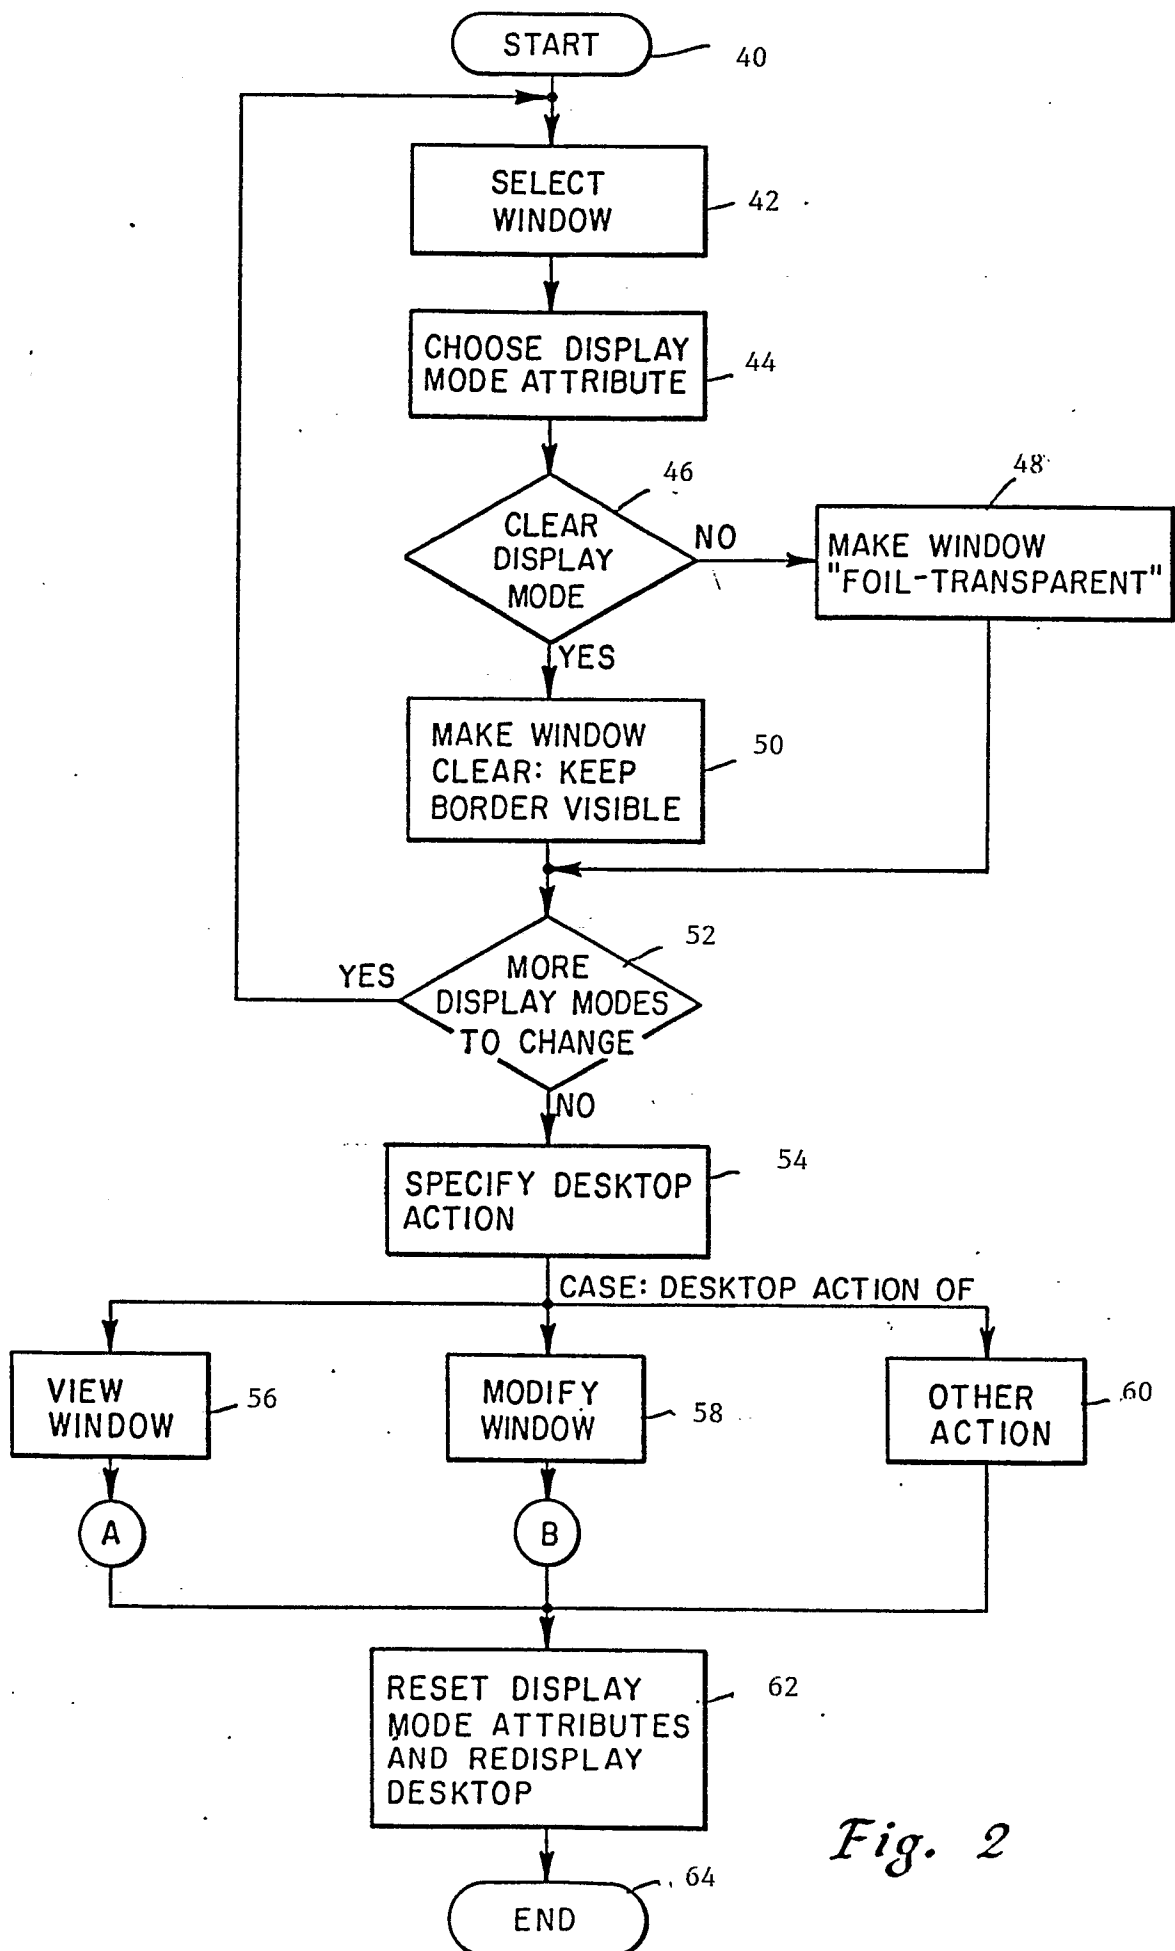 START
40
SELECT
WINDOW
42
CHOOSE DISPLAY
MODE ATTRIBUTE
44
46
CLEAR
DISPLAY
MODE
NO
48
MAKE WINDOW
"FOIL-TRANSPARENT"
YES
MAKE WINDOW
CLEAR: KEEP
BORDER VISIBLE
50
52
YES
MORE
DISPLAY MODES
TO CHANGE
NO
SPECIFY DESKTOP
ACTION
54
CASE: DESKTOP ACTION OF
VIEW
WINDOW
56
MODIFY
WINDOW
58
OTHER
ACTION
60
A
B
RESET DISPLAY
MODE ATTRIBUTES
AND REDISPLAY
DESKTOP
62
Fig. 2
64
END